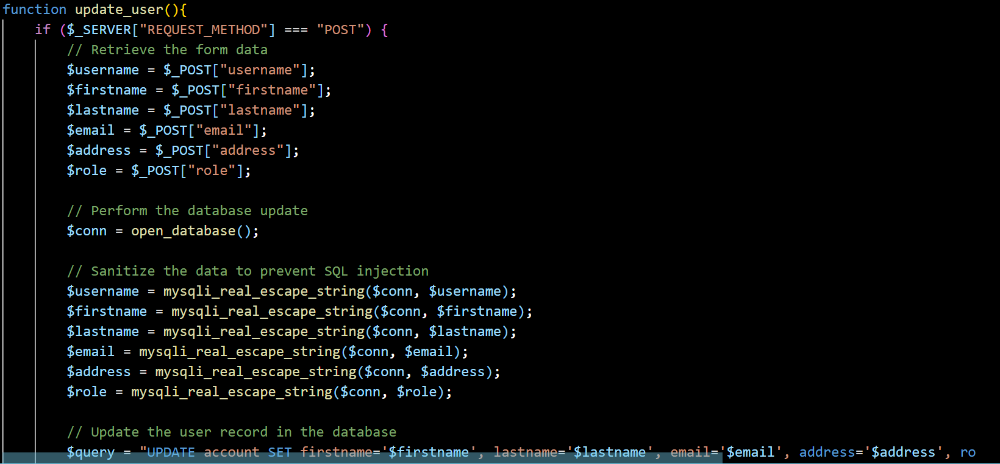 function update_user(){
if ($_SERVER["REQUEST_METHOD"] === "POST") {
// Retrieve the form data
$username = $_POST["username"];
$firstname = $_POST["firstname"];
$lastname = $_POST["lastname"];
$email = $_POST["email"];
$address = $_POST["address"];
$role = $_POST["role"];
// Perform the database update
$conn = open_database();
// Sanitize the data to prevent SQL injection
$username = mysqli_real_escape_string($conn, $username);
$firstname = mysqli_real_escape_string($conn, $firstname);
$lastname = mysqli_real_escape_string($conn, $lastname);
$email = mysqli_real_escape_string($conn, $email);
$address = mysqli_real_escape_string($conn, $address);
$role = mysqli_real_escape_string($conn, $role);
// Update the user record in the database
$query = "UPDATE account SET firstname='$firstname', lastname='$lastname', email='$email', address='$address', ro